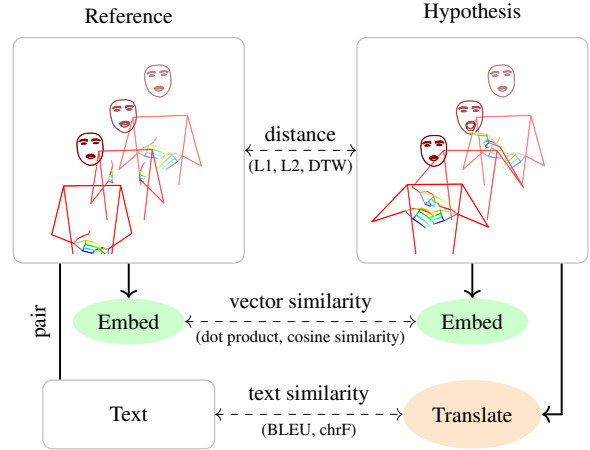 Reference
Hypothesis
distance
(L1, L2, DTW)
pair
Embed
vector similarity
(dot product, cosine similarity)
Embed
Text
text similarity
(BLEU, chrF)
Translate